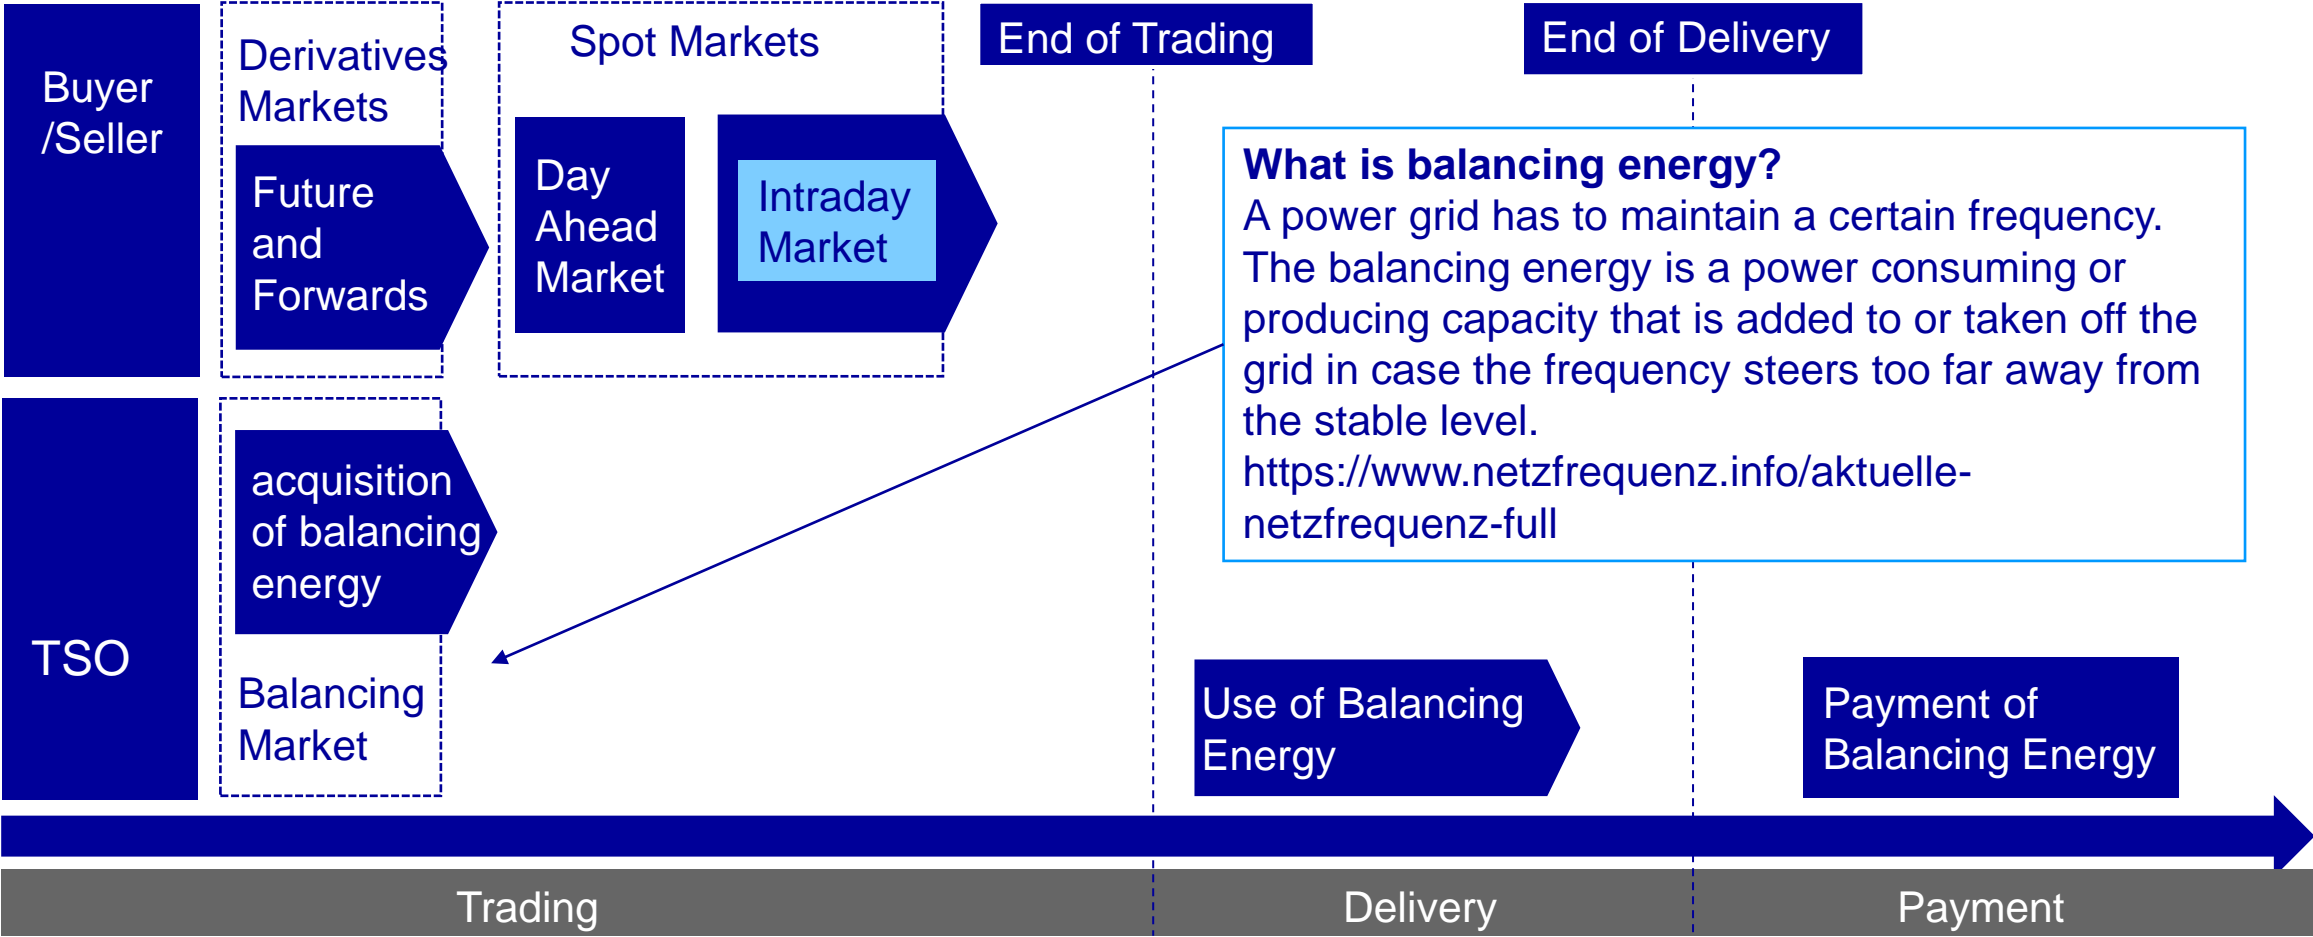 Buyer
/Seller
Derivatives
Markets
Future
and
Forwards
Spot Markets
Day
Ahead
Market
Intraday
Market
End of Trading
End of Delivery
What is balancing energy?
A power grid has to maintain a certain frequency.
The balancing energy is a power consuming or
producing capacity that is added to or taken off the
grid in case the frequency steers too far away from
the stable level.
https://www.netzfrequenz.info/aktuelle-
netzfrequenz-full
TSO
acquisition
of balancing
energy
Balancing
Market
Use of Balancing
Energy
Payment of
Balancing Energy
Trading
Delivery
Payment